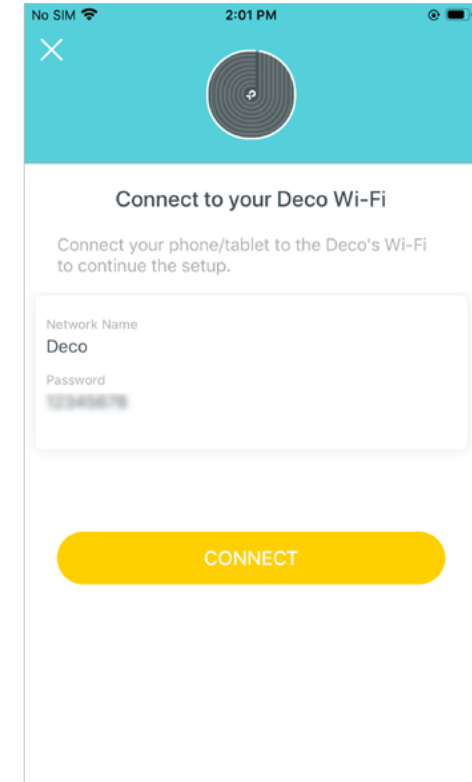 No SIM 2:01 PM
Connect to your Deco Wi-Fi
Connect your phone/tablet to the Deco's Wi-Fi
to continue the setup.
Network Name
Deco
Password
CONNECT